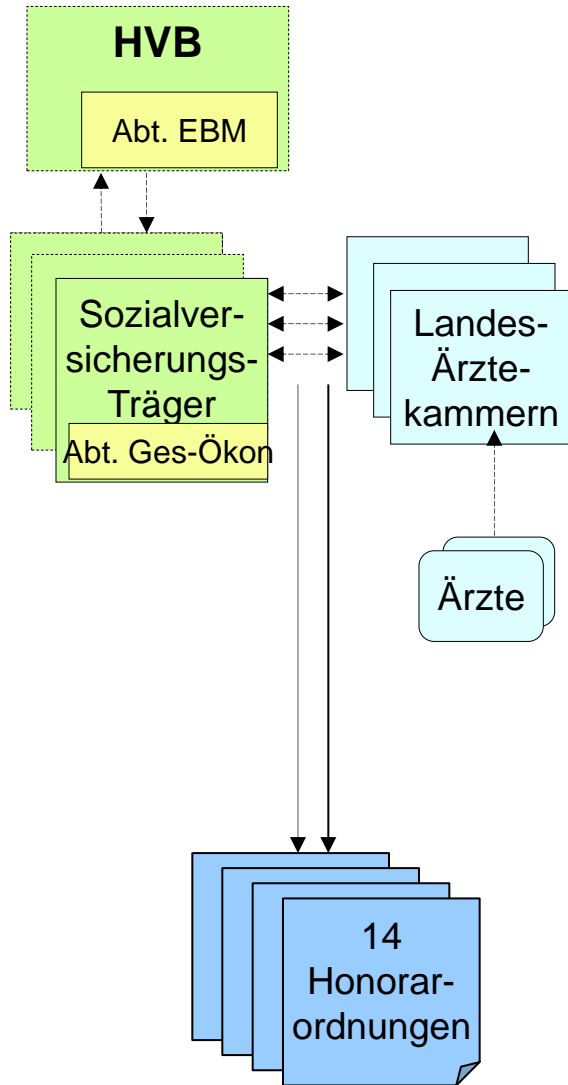 HVB
Abt. EBM
Sozialver-
sicherungs-
Träger
Abt. Ges-Ökon
Landes-
Ärzte-
kammern
Ärzte
14
Honorar-
ordnungen